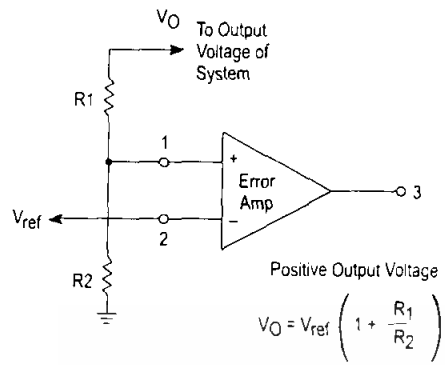 VO
To Output
Voltage of
System
R1
1
+
Error
Amp
3
Vref
−
2
R2
Positive Output Voltage
VO = Vref ( 1 + R1/R2 )